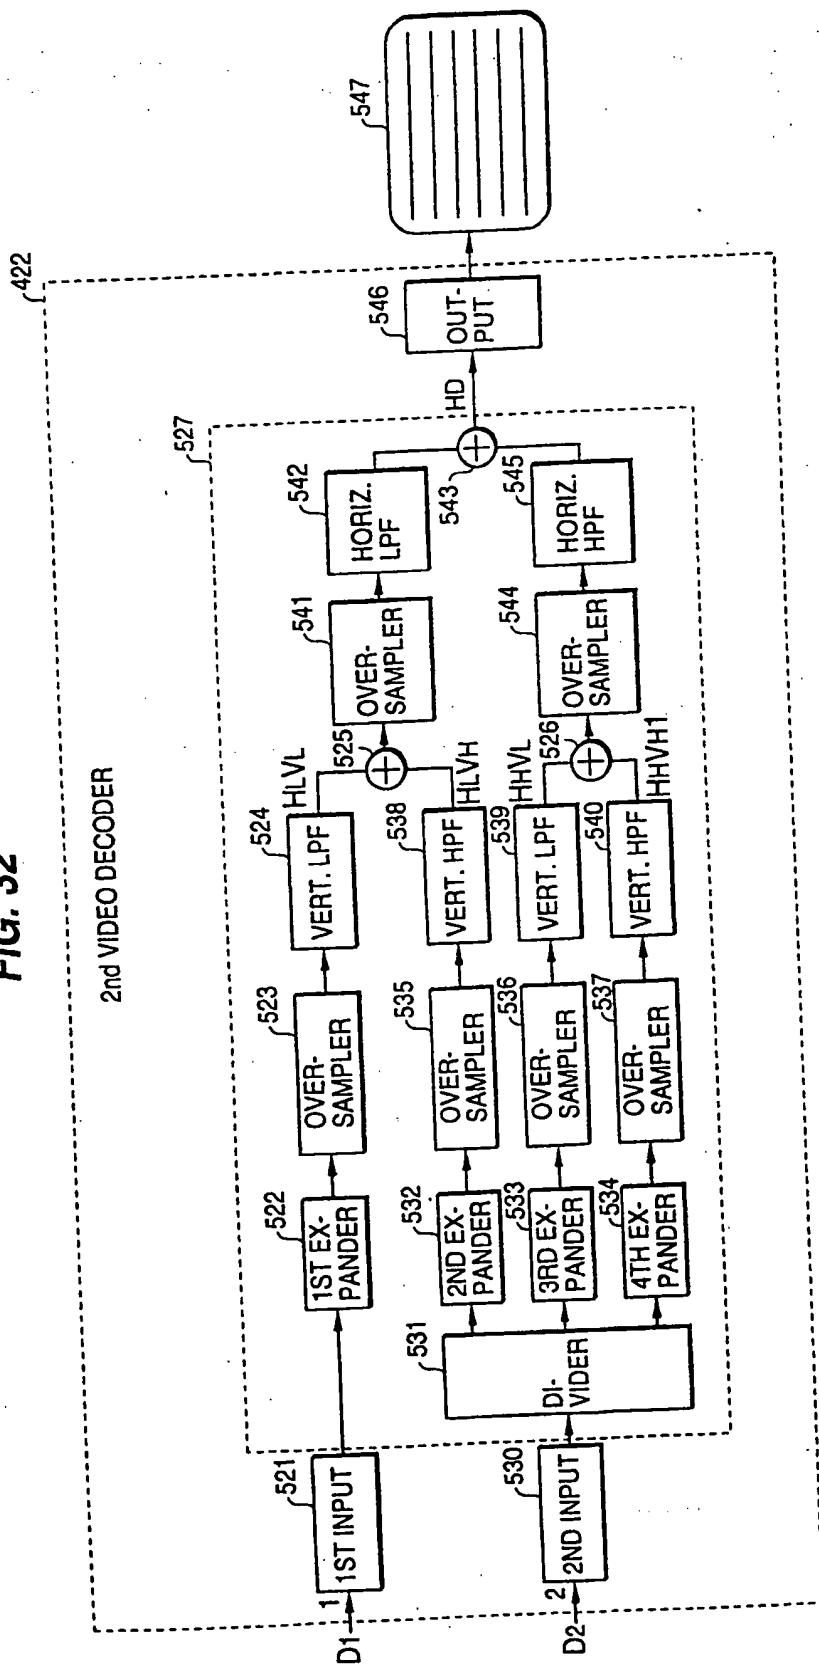 FIG. 32
2nd VIDEO DECODER
422
527
D1
1
521
1ST INPUT
522
1ST EX-
PANDER
523
OVER-
SAMPLER
524
VERT. LPF
HLVL
525
541
OVER-
SAMPLER
542
HORIZ.
LPF
D2
2
530
2ND INPUT
531
DI-
VIDER
532
2ND EX-
PANDER
535
OVER-
SAMPLER
538
VERT. HPF
HLVH
533
3RD EX-
PANDER
536
OVER-
SAMPLER
539
VERT. LPF
HHVL
526
534
4TH EX-
PANDER
537
OVER-
SAMPLER
540
VERT. HPF
HHVH1
544
OVER-
SAMPLER
545
HORIZ.
HPF
543
HD
546
OUT-
PUT
547